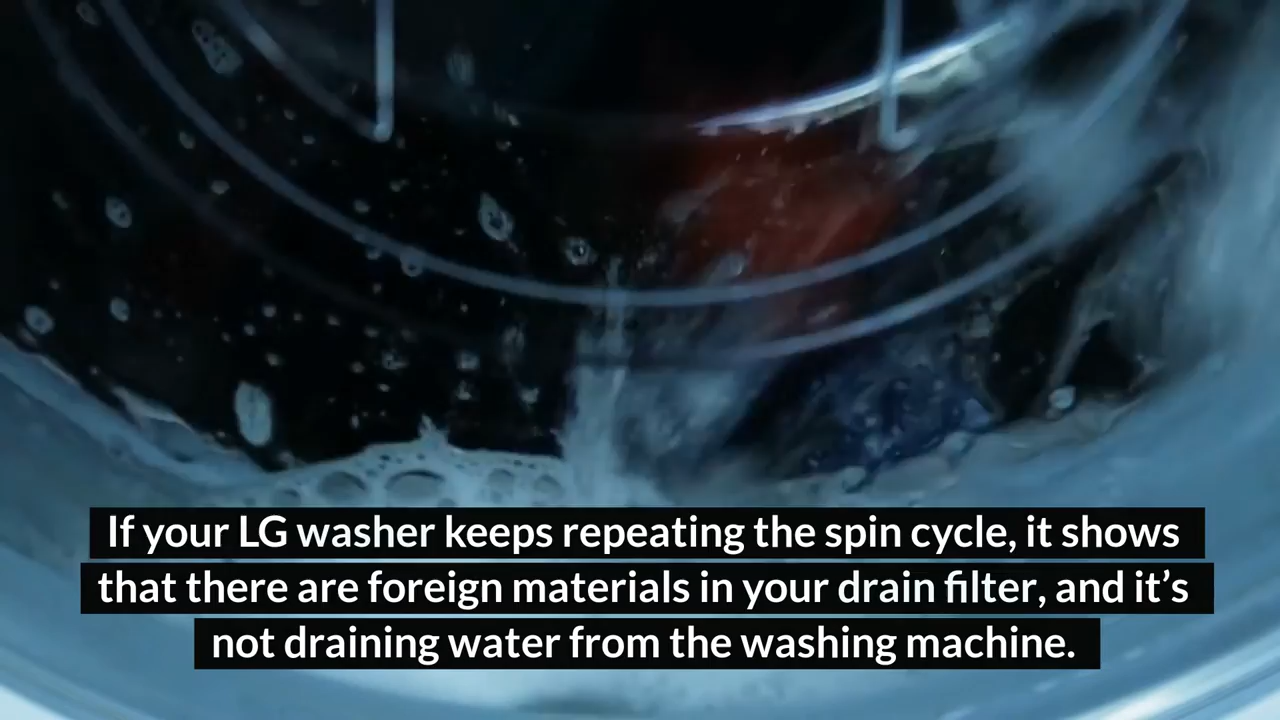 If your LG washer keeps repeating the spin cycle, it shows
that there are foreign materials in your drain filter, and it’s
not draining water from the washing machine.